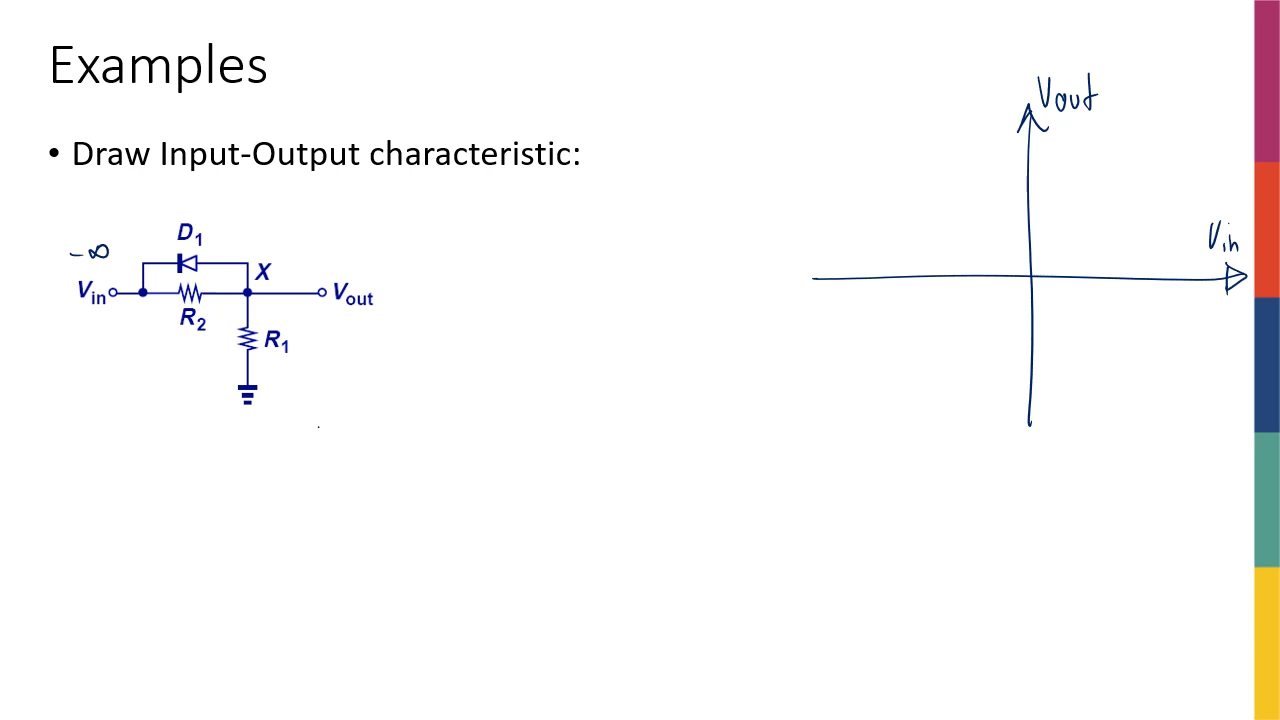 Examples
• Draw Input-Output characteristic:
Vout
Vin
-∞
D1
X
Vin
Vout
R2
R1